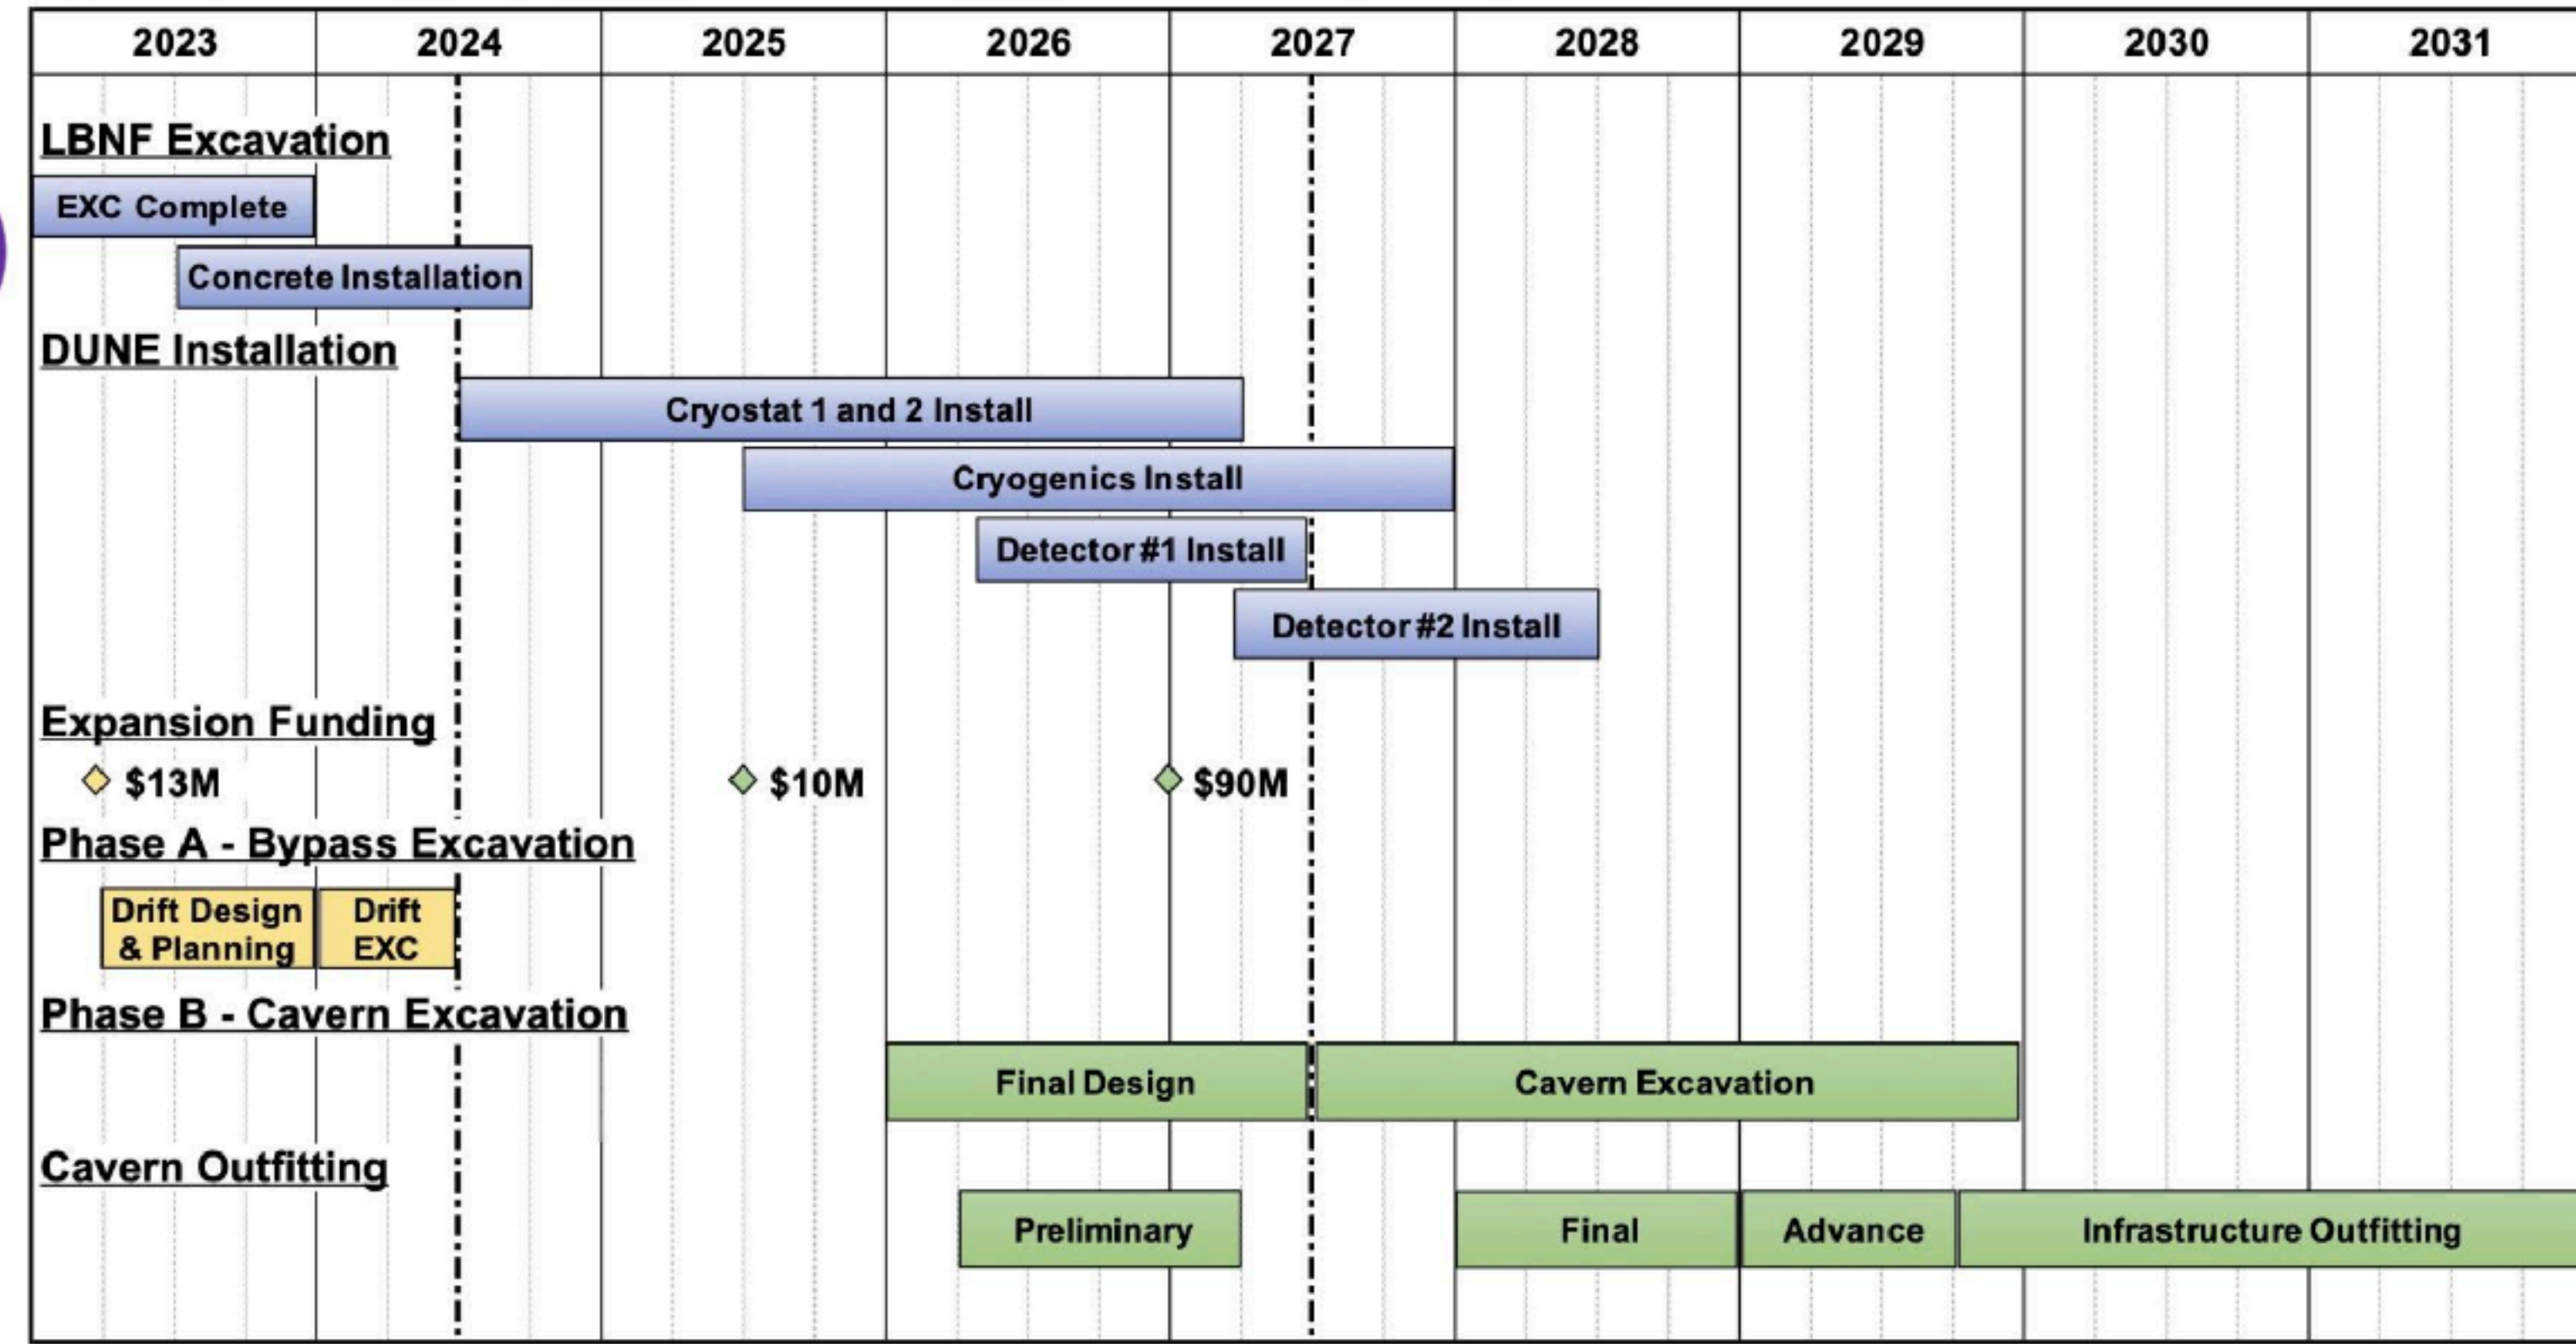 2023 2024 2025 2026 2027 2028 2029 2030 2031
LBNF Excavation
EXC Complete
Concrete Installation
DUNE Installation
Cryostat 1 and 2 Install
Cryogenics Install
Detector #1 Install
Detector #2 Install
Expansion Funding
$13M $10M $90M
Phase A - Bypass Excavation
Drift Design
& Planning
Drift
EXC
Phase B - Cavern Excavation
Final Design Cavern Excavation
Cavern Outfitting
Preliminary Final Advance Infrastructure Outfitting